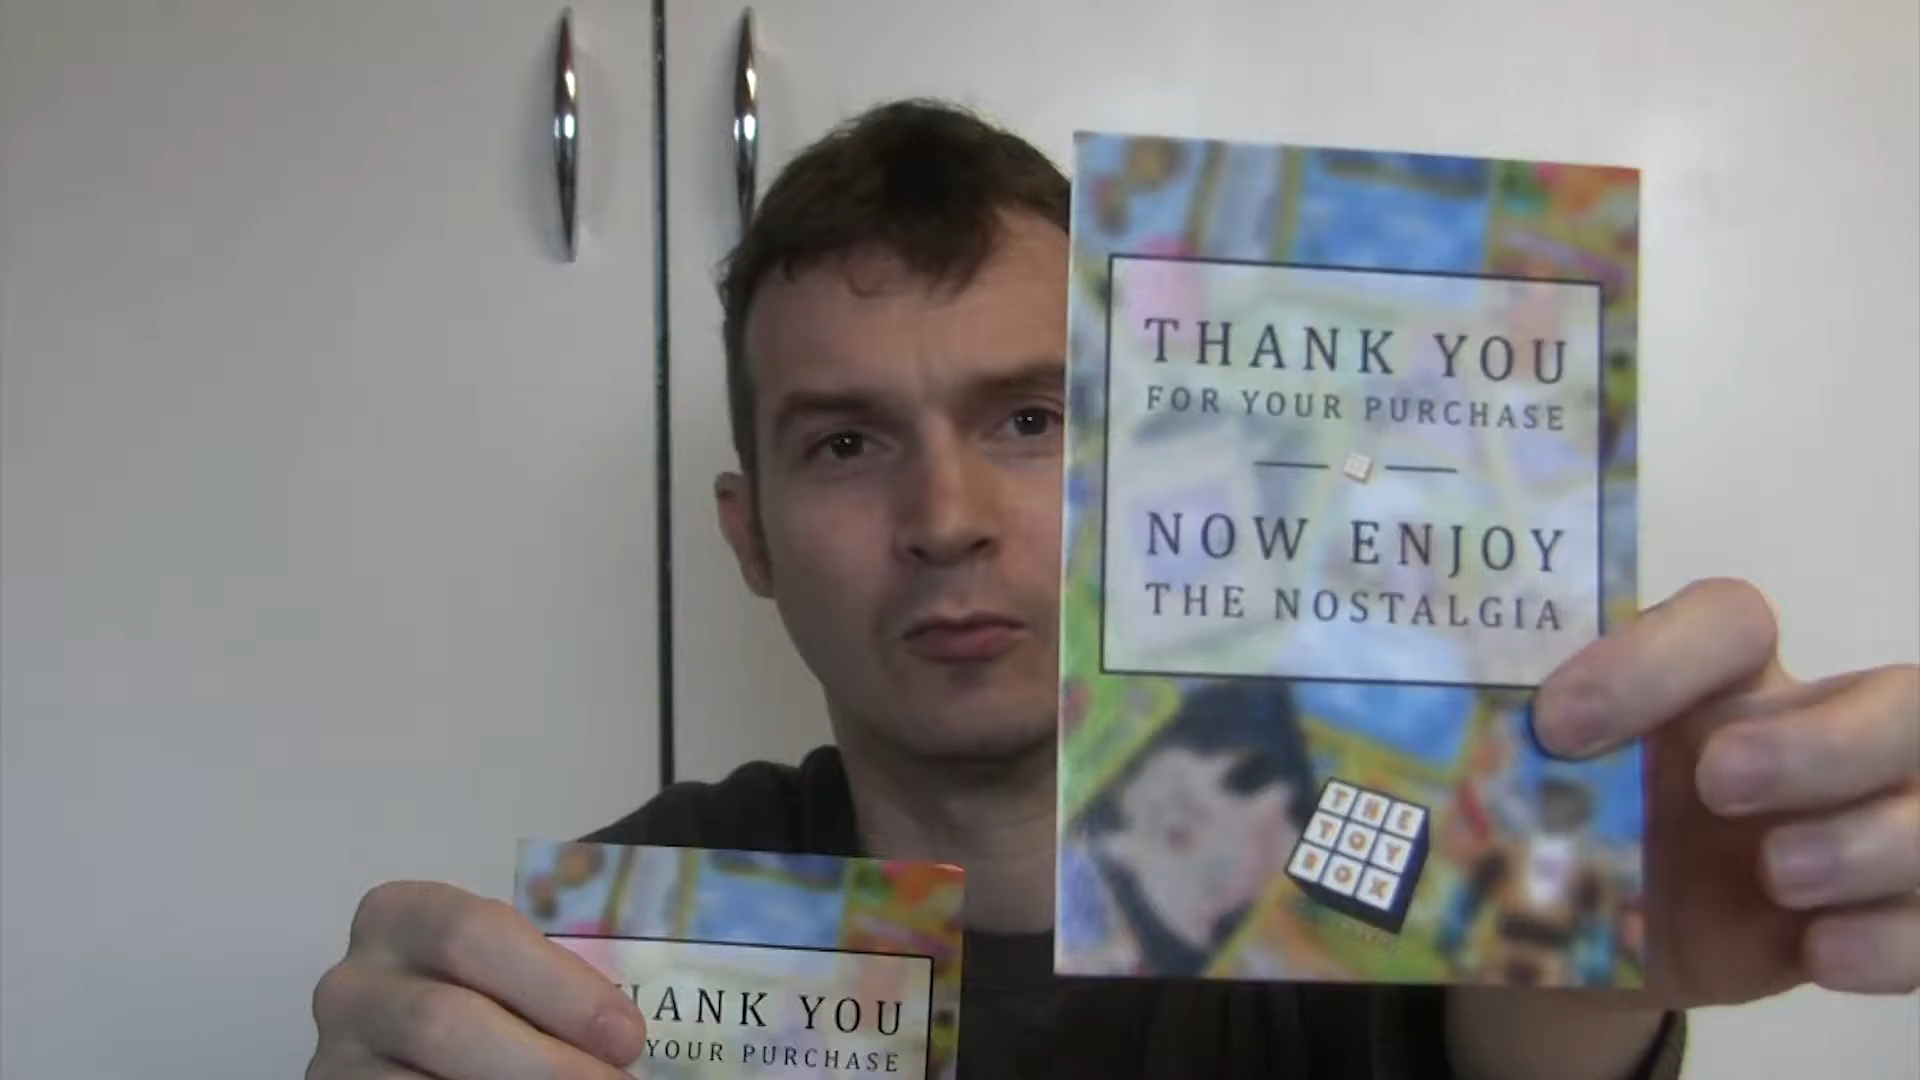 THANK YOU
FOR YOUR PURCHASE
NOW ENJOY
THE NOSTALGIA
THE
TOY
BOX
HANK YOU
YOUR PURCHASE